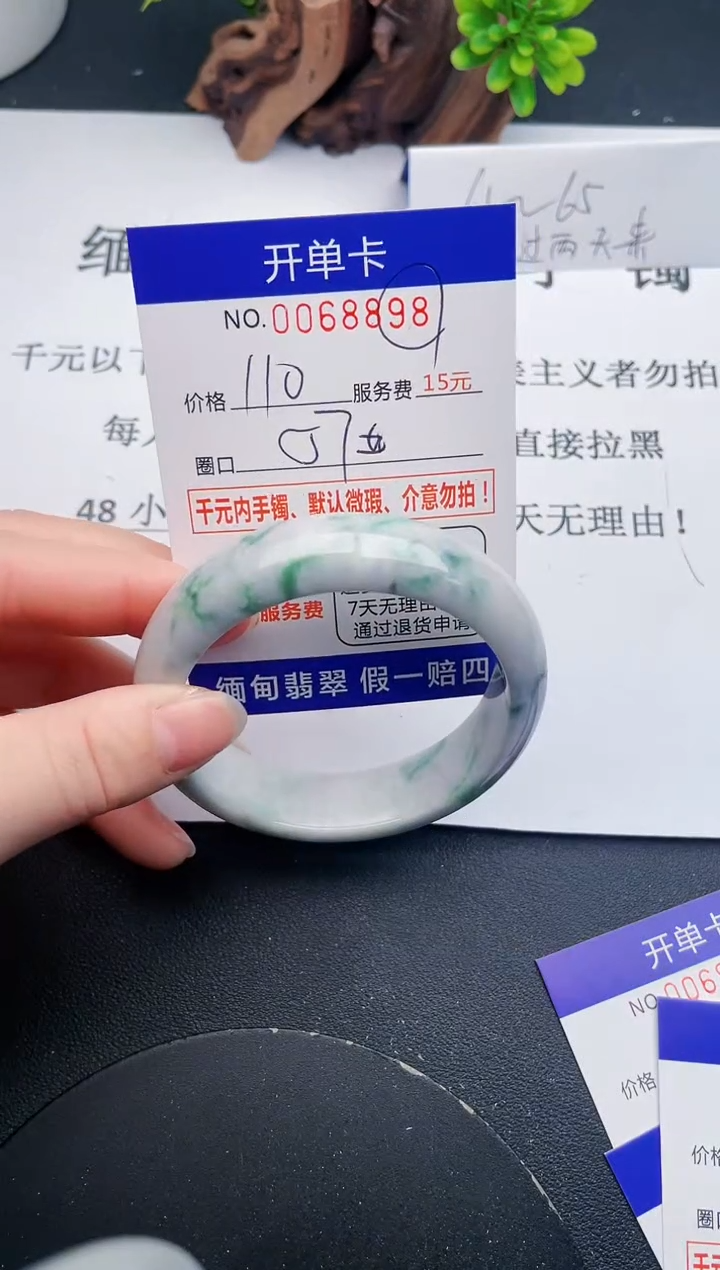 65
过两天来
缅
镯
开单卡
NO.0068898
价格 110 服务费 15元
圈口 57
千元内手镯、默认微瑕、介意勿拍！
千元以
主义者勿拍
每
直接拉黑
48 小
天无理由！
服务费
7天无理由
通过退货申请
缅甸翡翠 假一赔四
开单卡
NO.006
价格
价格
圈